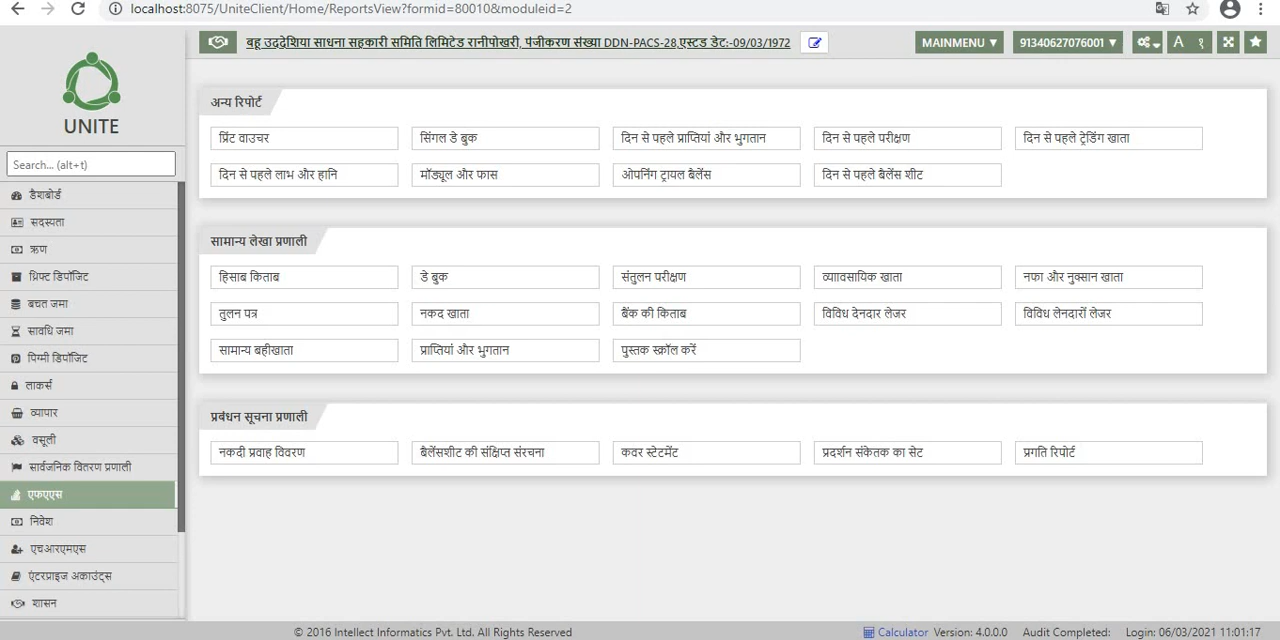 localhost:8075/UniteClient/Home/ReportsView?formid=80010&moduleid=2
बहू उद्देशिया साधना सहकारी समिति लिमिटेड रानीपोखरी, पंजीकरण संख्या DDN-PACS-28,एस्टड डेट:-09/03/1972
MAINMENU ▾ 91340627076001 ▾ A
UNITE
Search... (alt+t)
डैशबोर्ड
सदस्यता
ऋण
थ्रिफ्ट डिपॉजिट
बचत जमा
सावधि जमा
पिग्मी डिपॉजिट
लाकर्स
व्यापार
वसूली
सार्वजनिक वितरण प्रणाली
एफएएस
निवेश
एचआरएमएस
एंटरप्राइज अकाउंट्स
शासन
अन्य रिपोर्ट
प्रिंट वाउचर सिंगल डे बुक दिन से पहले प्राप्तियां और भुगतान दिन से पहले परीक्षण दिन से पहले ट्रेडिंग खाता
दिन से पहले लाभ और हानि मॉड्यूल और फास ओपनिंग ट्रायल बैलेंस दिन से पहले बैलेंस शीट
सामान्य लेखा प्रणाली
हिसाब किताब डे बुक संतुलन परीक्षण व्याावसायिक खाता नफा और नुक्सान खाता
तुलन पत्र नकद खाता बैंक की किताब विविध देनदार लेजर विविध लेनदारों लेजर
सामान्य बहीखाता प्राप्तियां और भुगतान पुस्तक स्क्रॉल करें
प्रबंधन सूचना प्रणाली
नकदी प्रवाह विवरण बैलेंसशीट की संक्षिप्त संरचना कवर स्टेटमेंट प्रदर्शन संकेतक का सेट प्रगति रिपोर्ट
© 2016 Intellect Informatics Pvt. Ltd. All Rights Reserved Calculator Version: 4.0.0.0 Audit Completed: Login: 06/03/2021 11:01:17